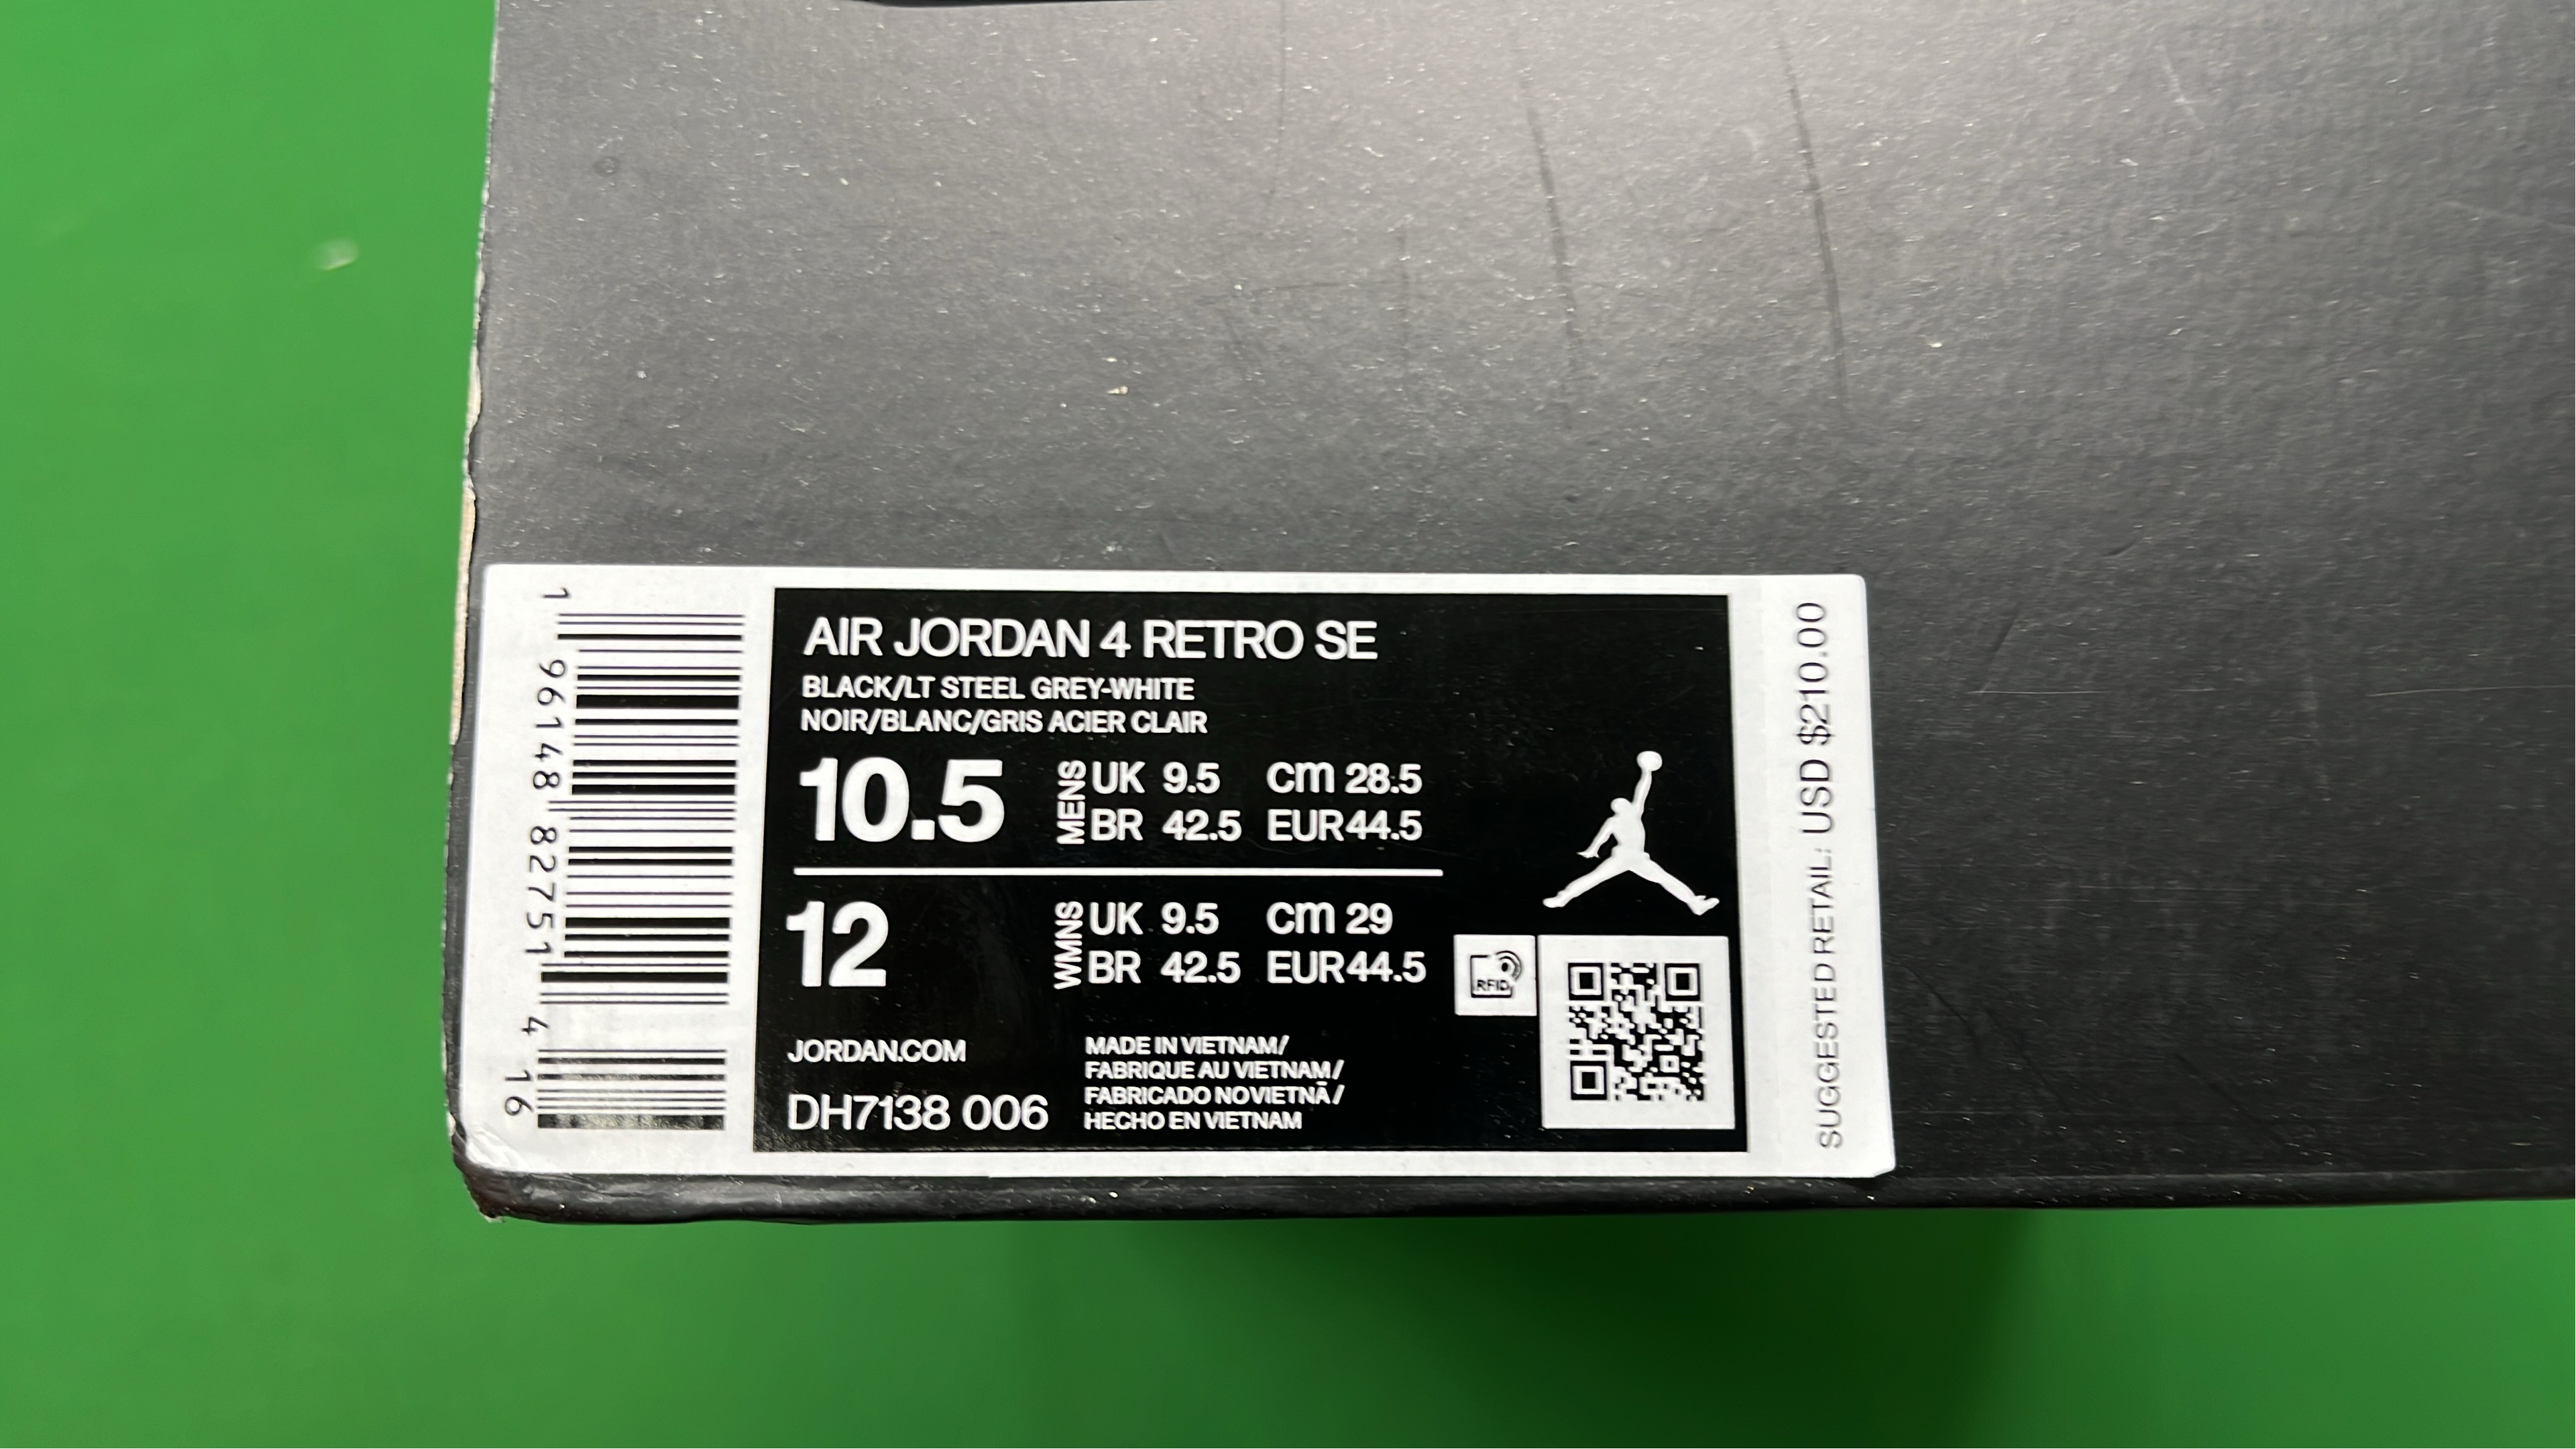 1 96148 82751 4 16
AIR JORDAN 4 RETRO SE
BLACK/LT STEEL GREY-WHITE
NOIR/BLANC/GRIS ACIER CLAIR
10.5 MENS UK 9.5 cm 28.5
BR 42.5 EUR 44.5
12 WMNS UK 9.5 cm 29
BR 42.5 EUR 44.5
RFID
JORDAN.COM
DH7138 006
MADE IN VIETNAM/
FABRIQUE AU VIETNAM/
FABRICADO NO VIETNÃ/
HECHO EN VIETNAM
SUGGESTED RETAIL: USD $210.00